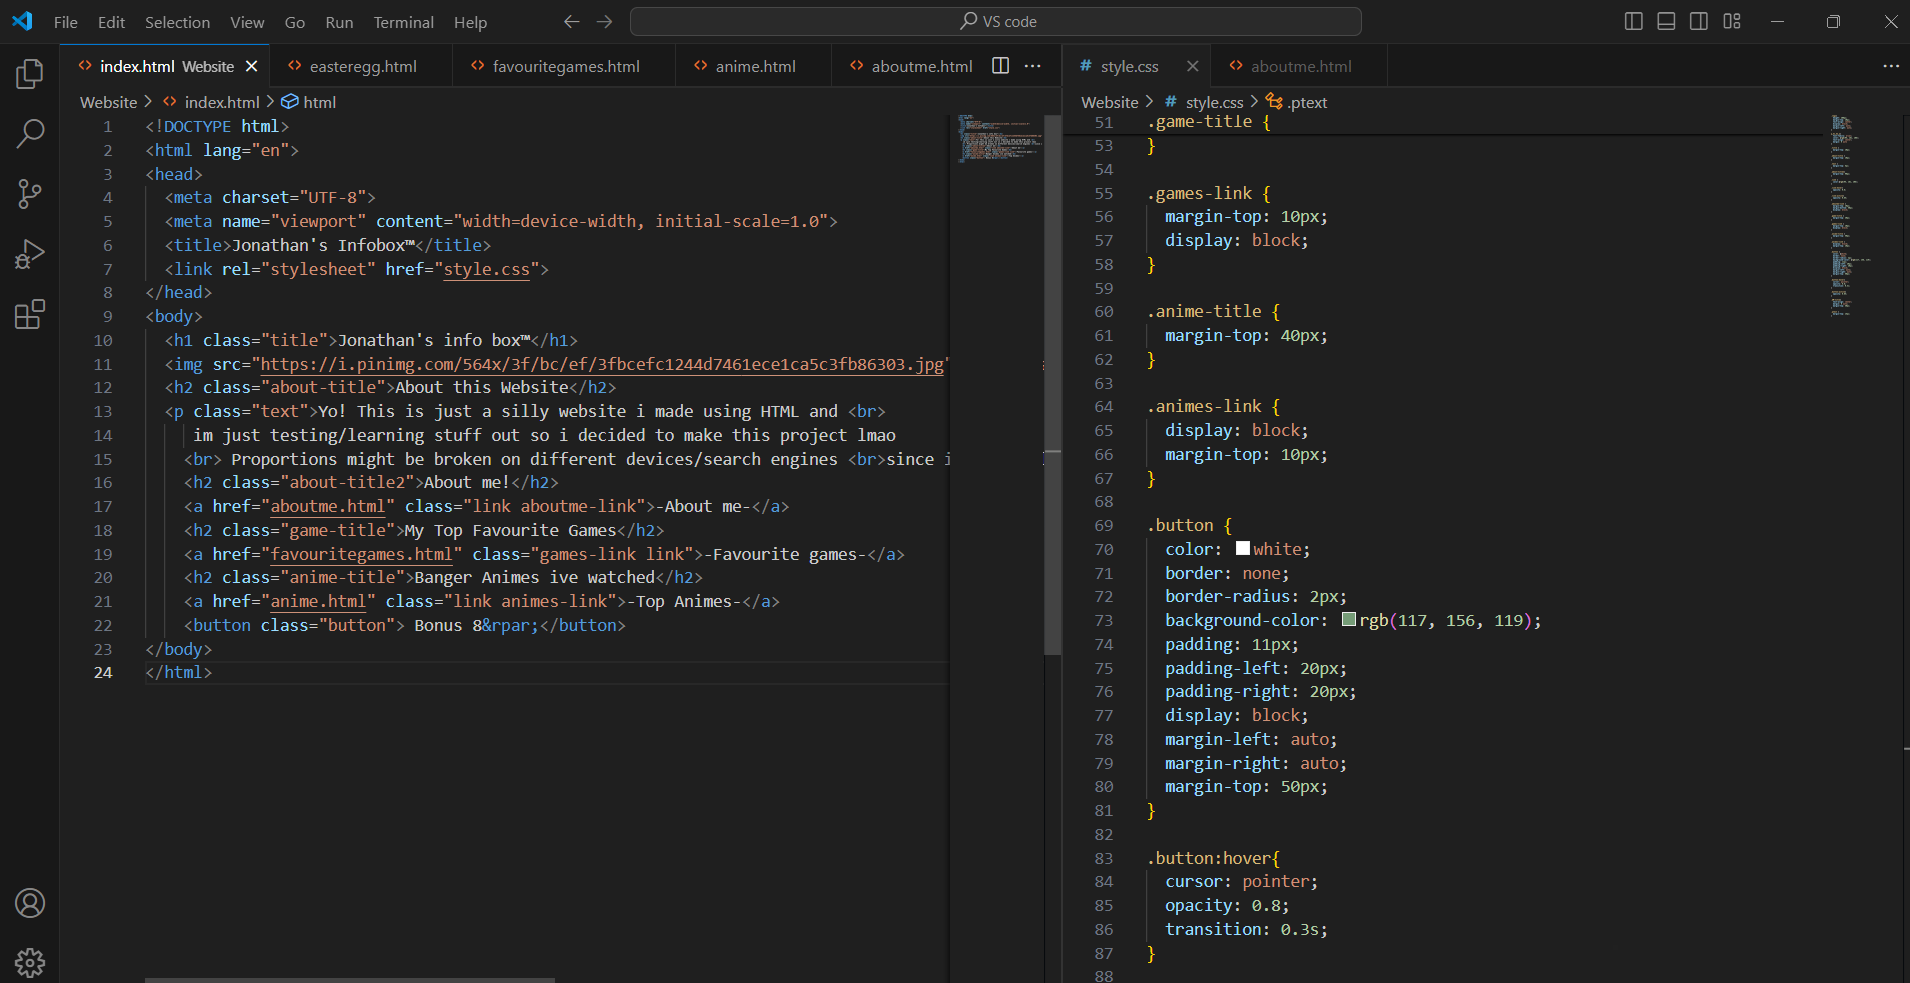 File Edit Selection View Go Run Terminal Help
VS code
index.html Website
easteregg.html
favouritegames.html
anime.html
aboutme.html
style.css
aboutme.html
Website > index.html > html
1 <!DOCTYPE html>
2 <html lang="en">
3 <head>
4 <meta charset="UTF-8">
5 <meta name="viewport" content="width=device-width, initial-scale=1.0">
6 <title>Jonathan's Infobox™</title>
7 <link rel="stylesheet" href="style.css">
8 </head>
9 <body>
10 <h1 class="title">Jonathan's info box™</h1>
11 <img src="https://i.pinimg.com/564x/3f/bc/ef/3fbcefc1244d7461ece1ca5c3fb86303.jpg"
12 <h2 class="about-title">About this Website</h2>
13 <p class="text">Yo! This is just a silly website i made using HTML and <br>
14 im just testing/learning stuff out so i decided to make this project lmao
15 <br> Proportions might be broken on different devices/search engines <br>since i
16 <h2 class="about-title2">About me!</h2>
17 <a href="aboutme.html" class="link aboutme-link">-About me-</a>
18 <h2 class="game-title">My Top Favourite Games</h2>
19 <a href="favouritegames.html" class="games-link link">-Favourite games-</a>
20 <h2 class="anime-title">Banger Animes ive watched</h2>
21 <a href="anime.html" class="link animes-link">-Top Animes-</a>
22 <button class="button"> Bonus 8&rpar;</button>
23 </body>
24 </html>
Website > style.css > .ptext
51 .game-title {
53 }
54
55 .games-link {
56 margin-top: 10px;
57 display: block;
58 }
59
60 .anime-title {
61 margin-top: 40px;
62 }
63
64 .animes-link {
65 display: block;
66 margin-top: 10px;
67 }
68
69 .button {
70 color: white;
71 border: none;
72 border-radius: 2px;
73 background-color: rgb(117, 156, 119);
74 padding: 11px;
75 padding-left: 20px;
76 padding-right: 20px;
77 display: block;
78 margin-left: auto;
79 margin-right: auto;
80 margin-top: 50px;
81 }
82
83 .button:hover{
84 cursor: pointer;
85 opacity: 0.8;
86 transition: 0.3s;
87 }
88